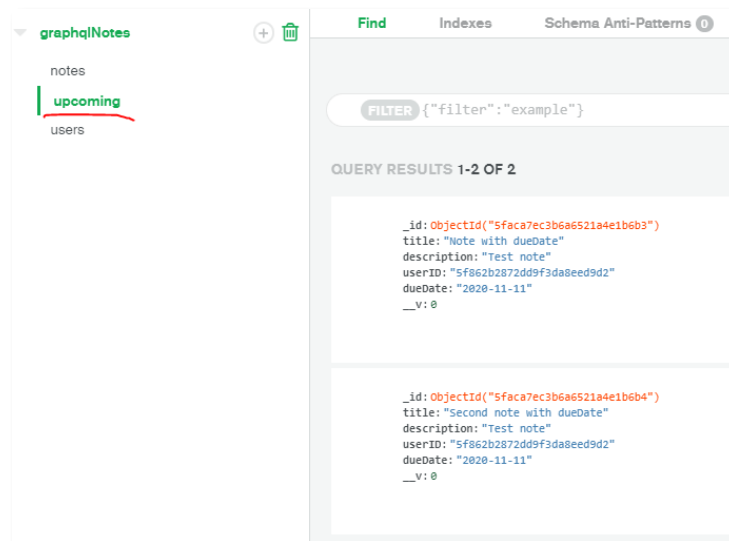 graphqlNotes
notes
upcoming
users
Find Indexes Schema Anti-Patterns 0
FILTER {"filter":"example"}
QUERY RESULTS 1-2 OF 2
_id: ObjectId("5faca7ec3b6a6521a4e1b6b3")
title: "Note with dueDate"
description: "Test note"
userID: "5f862b2872dd9f3da8eed9d2"
dueDate: "2020-11-11"
__v: 0
_id: ObjectId("5faca7ec3b6a6521a4e1b6b4")
title: "Second note with dueDate"
description: "Test note"
userID: "5f862b2872dd9f3da8eed9d2"
dueDate: "2020-11-11"
__v: 0